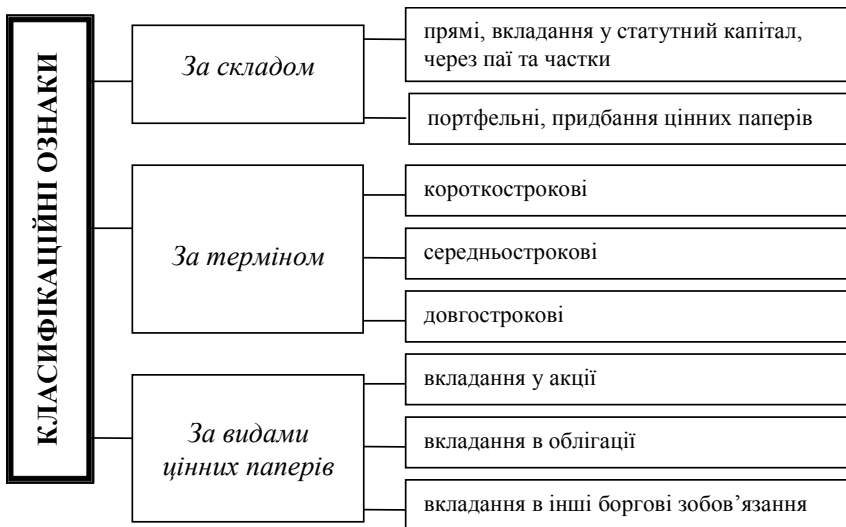 КЛАСИФІКАЦІЙНІ ОЗНАКИ
За складом
прямі, вкладання у статутний капітал,
через паї та частки
портфельні, придбання цінних паперів
За терміном
короткострокові
середньострокові
довгострокові
За видами
цінних паперів
вкладання у акції
вкладання в облігації
вкладання в інші боргові зобов’язання